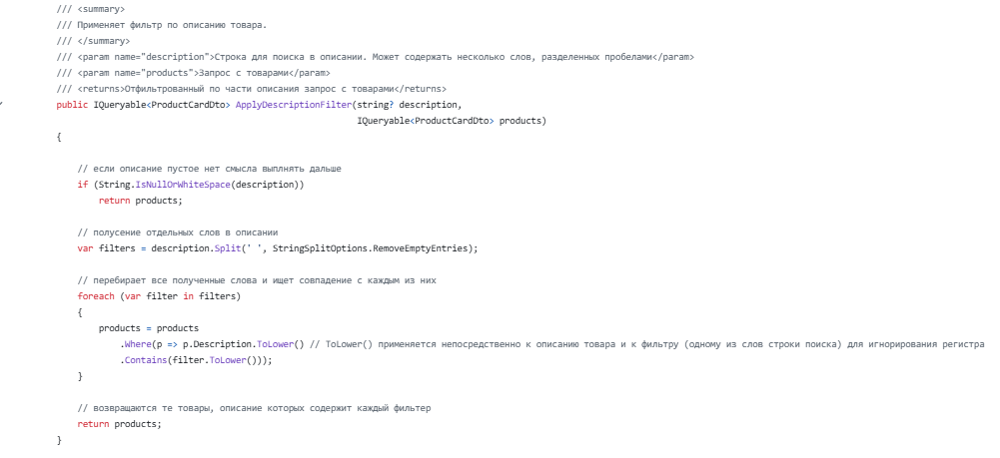 /// <summary>
/// Применяет фильтр по описанию товара.
/// </summary>
/// <param name="description">Строка для поиска в описании. Может содержать несколько слов, разделенных пробелами</param>
/// <param name="products">Запрос с товарами</param>
/// <returns>Отфильтрованный по части описания запрос с товарами</returns>
public IQueryable<ProductCardDto> ApplyDescriptionFilter(string? description,
IQueryable<ProductCardDto> products)
{
// если описание пустое нет смысла выплнять дальше
if (String.IsNullOrWhiteSpace(description))
return products;
// полусение отдельных слов в описании
var filters = description.Split(' ', StringSplitOptions.RemoveEmptyEntries);
// перебирает все полученные слова и ищет совпадение с каждым из них
foreach (var filter in filters)
{
products = products
.Where(p => p.Description.ToLower() // ToLower() применяется непосредственно к описанию товара и к фильтру (одному из слов строки поиска) для игнорирования регистра
.Contains(filter.ToLower()));
}
// возвращаются те товары, описание которых содержит каждый фильтер
return products;
}